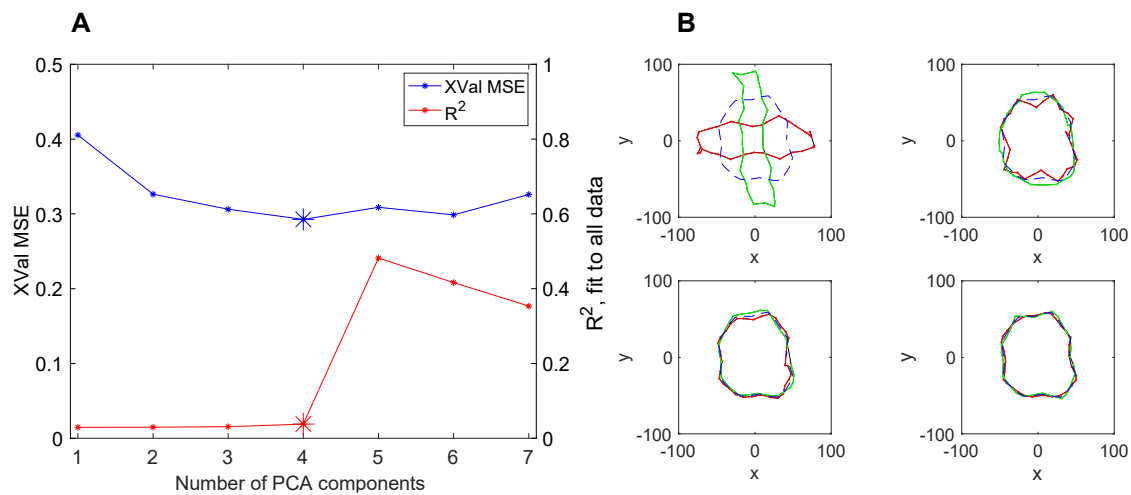 A
XVal MSE
R²
0.5
0.4
0.3
0.2
0.1
0
XVal MSE
1
0.8
0.6
0.4
0.2
0
R², fit to all data
1 2 3 4 5 6 7
Number of PCA components
B
100
0
-100
y
-100 0 100
x
100
0
-100
y
-100 0 100
x
100
0
-100
y
-100 0 100
x
100
0
-100
y
-100 0 100
x